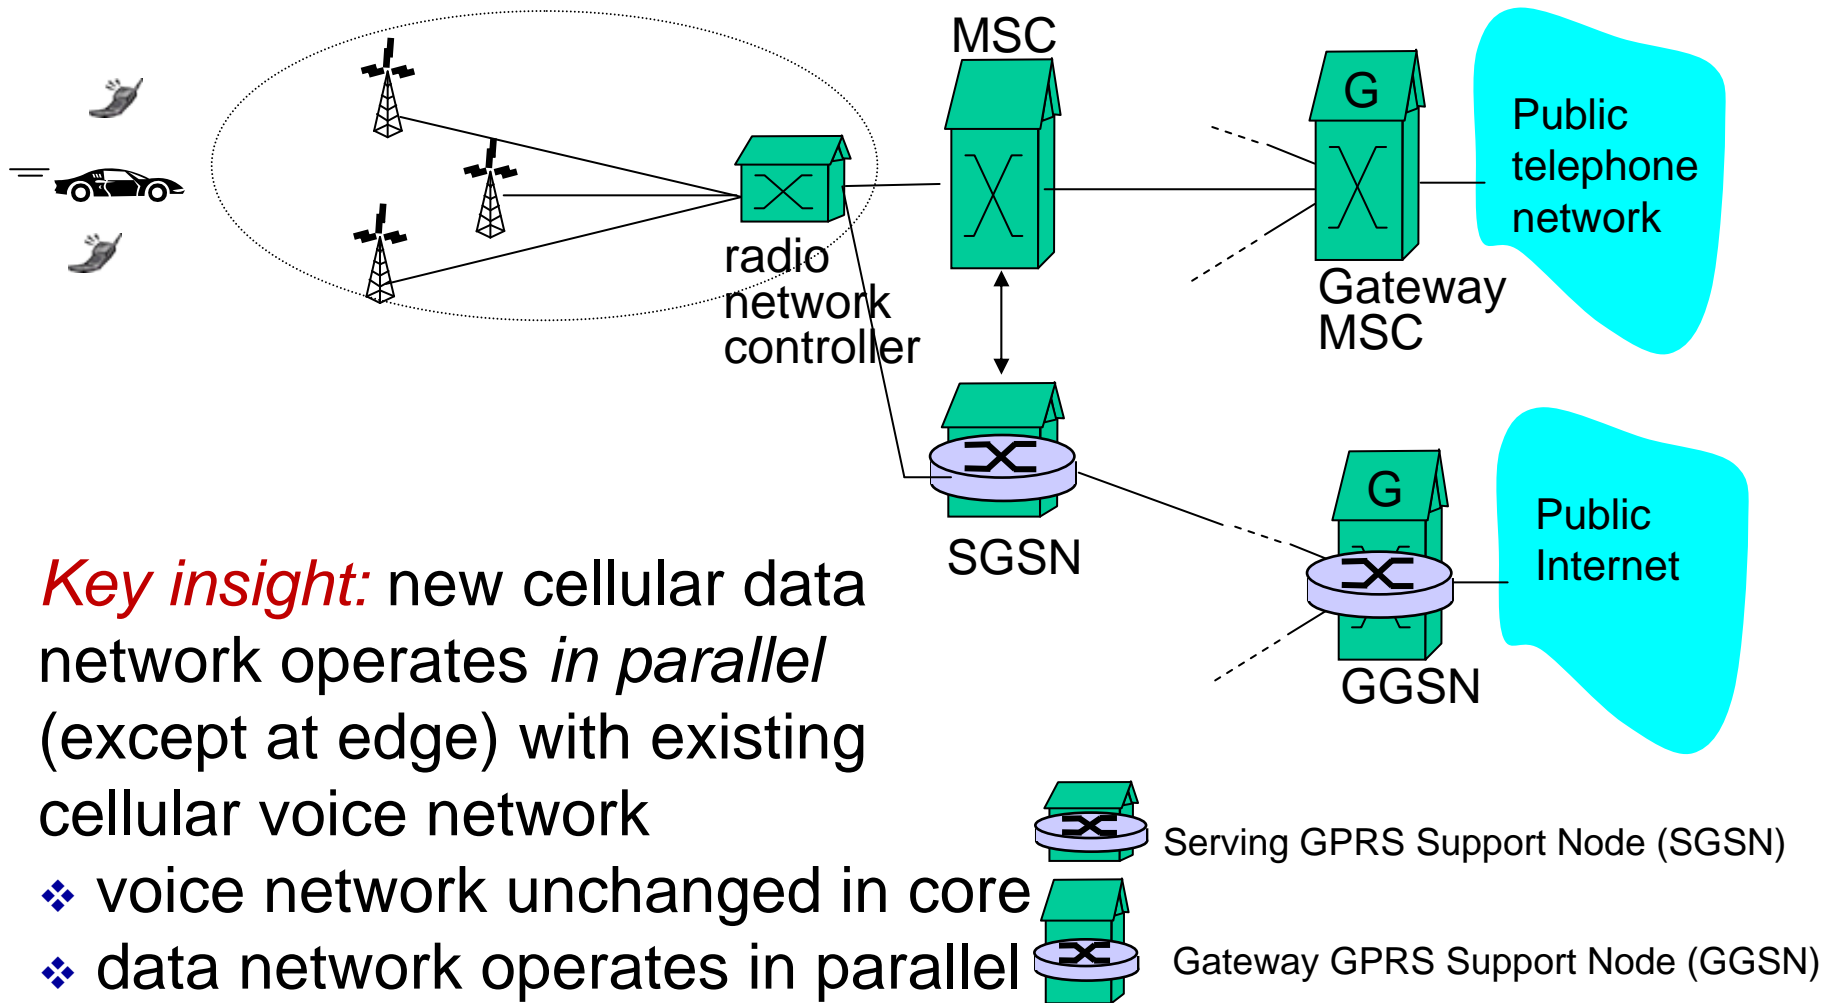 MSC
G
Public
telephone
network
radio
network
controller
Gateway
MSC
G
Public
Internet
SGSN
GGSN
Key insight: new cellular data
network operates in parallel
(except at edge) with existing
cellular voice network
voice network unchanged in core
data network operates in parallel
Serving GPRS Support Node (SGSN)
Gateway GPRS Support Node (GGSN)